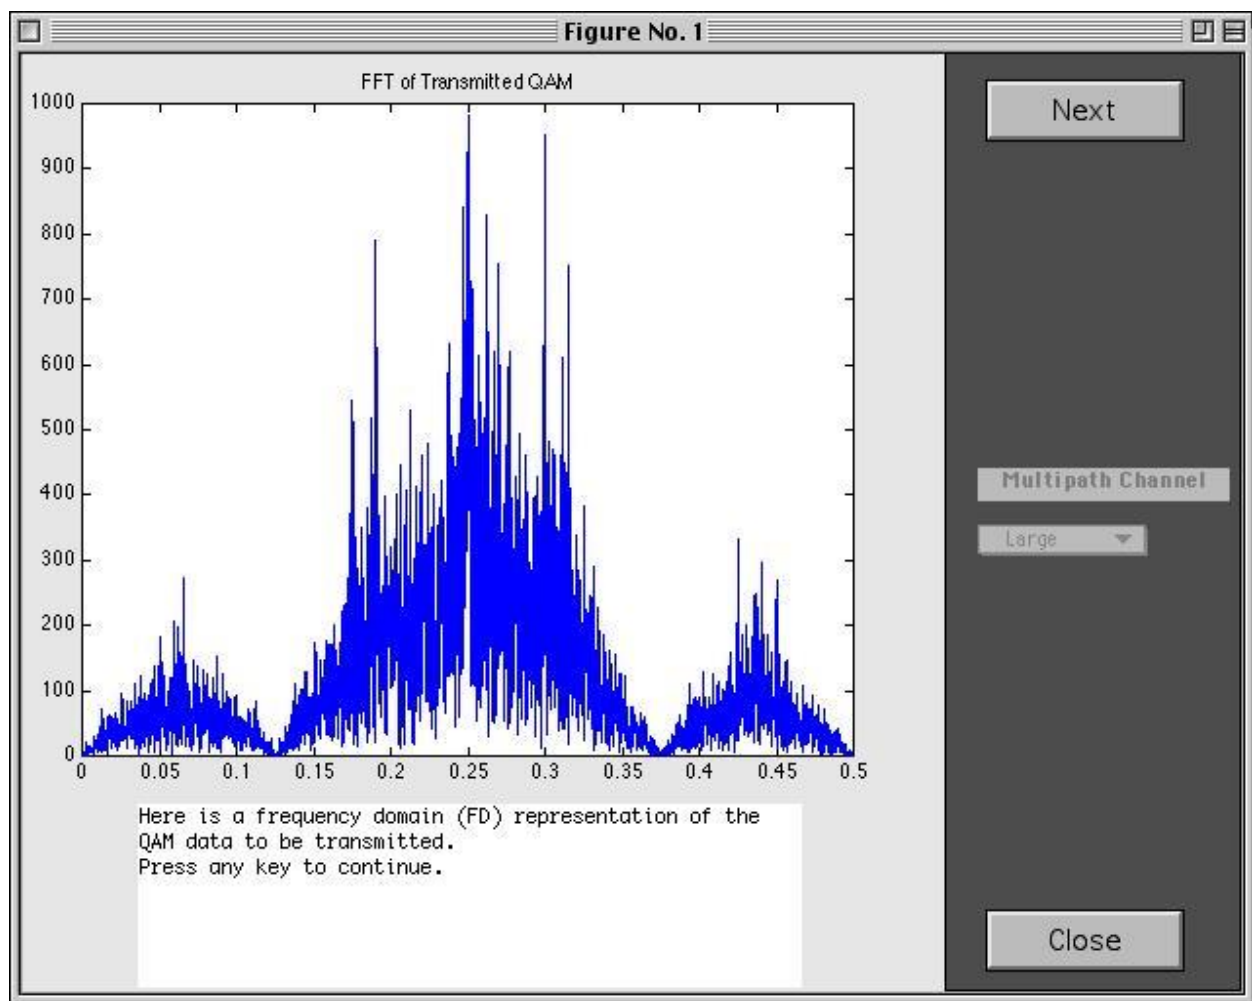 Figure No. 1
FFT of Transmitted QAM
1000
900
800
700
600
500
400
300
200
100
0
0 0.05 0.1 0.15 0.2 0.25 0.3 0.35 0.4 0.45 0.5
Here is a frequency domain (FD) representation of the
QAM data to be transmitted.
Press any key to continue.
Next
Multipath Channel
Large
Close